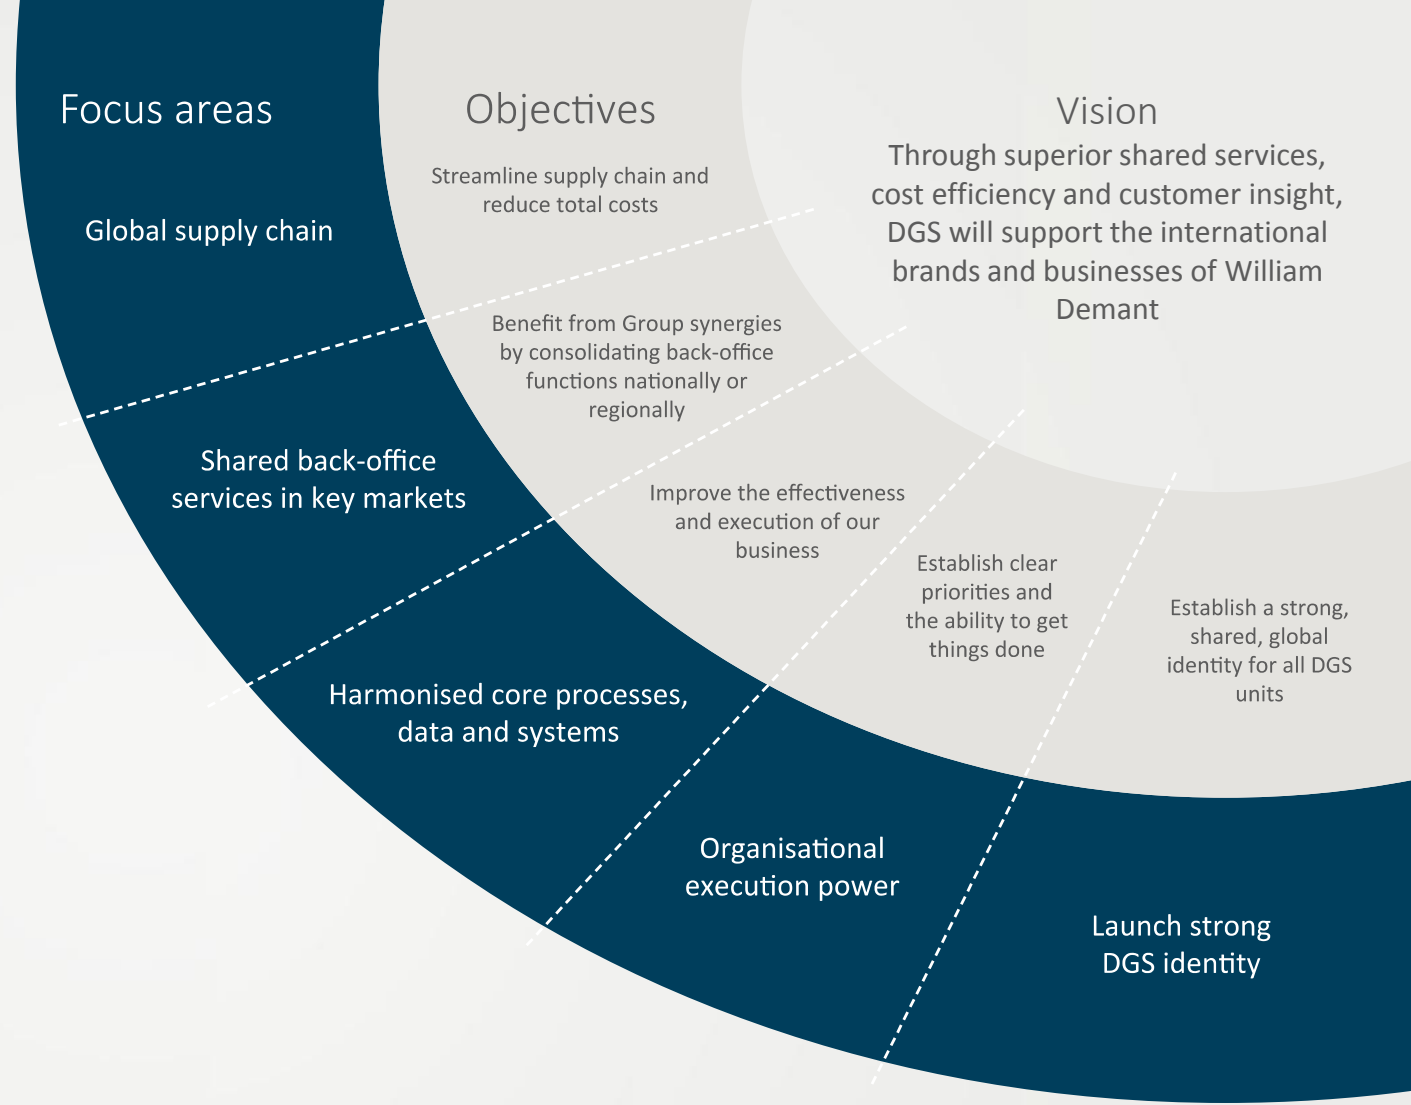 Focus areas
Global supply chain
Shared back-office
services in key markets
Harmonised core processes,
data and systems
Organisational
execution power
Launch strong
DGS identity
Objectives
Streamline supply chain and
reduce total costs
Benefit from Group synergies
by consolidating back-office
functions nationally or
regionally
Improve the effectiveness
and execution of our
business
Establish clear
priorities and
the ability to get
things done
Establish a strong,
shared, global
identity for all DGS
units
Vision
Through superior shared services,
cost efficiency and customer insight,
DGS will support the international
brands and businesses of William
Demant